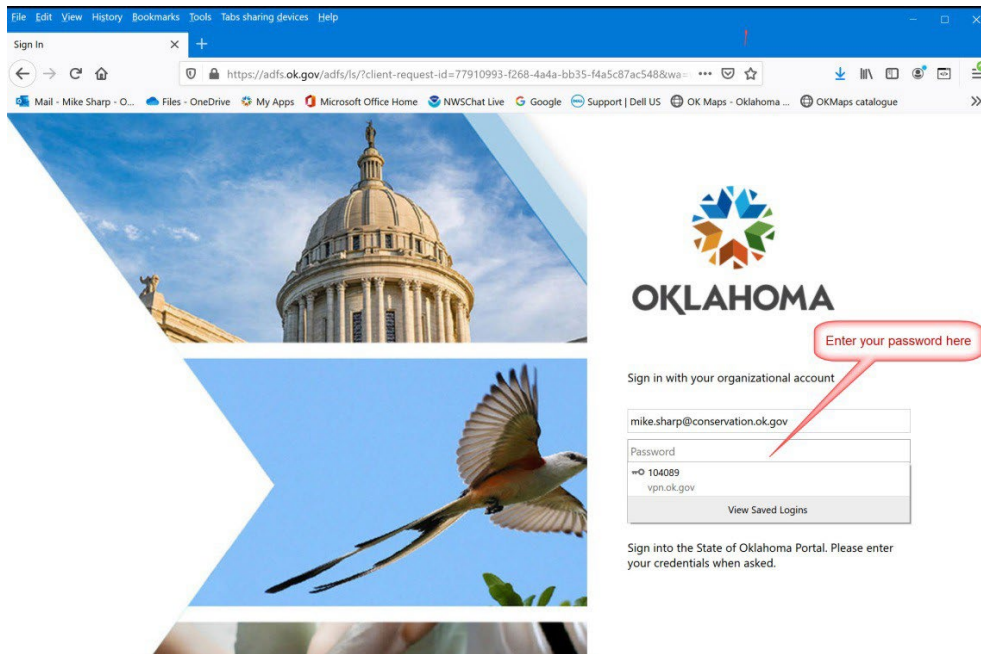 File Edit View History Bookmarks Tools Tabs sharing devices Help
Sign In
https://adfs.ok.gov/adfs/ls/?client-request-id=77910993-f268-4a4a-bb35-f4a5c87ac548&wa=
Mail - Mike Sharp - O... Files - OneDrive My Apps Microsoft Office Home NWSChat Live Google Support | Dell US OK Maps - Oklahoma ... OKMaps catalogue
OKLAHOMA
Enter your password here
Sign in with your organizational account
mike.sharp@conservation.ok.gov
Password
104089
vpn.ok.gov
View Saved Logins
Sign into the State of Oklahoma Portal. Please enter
your credentials when asked.